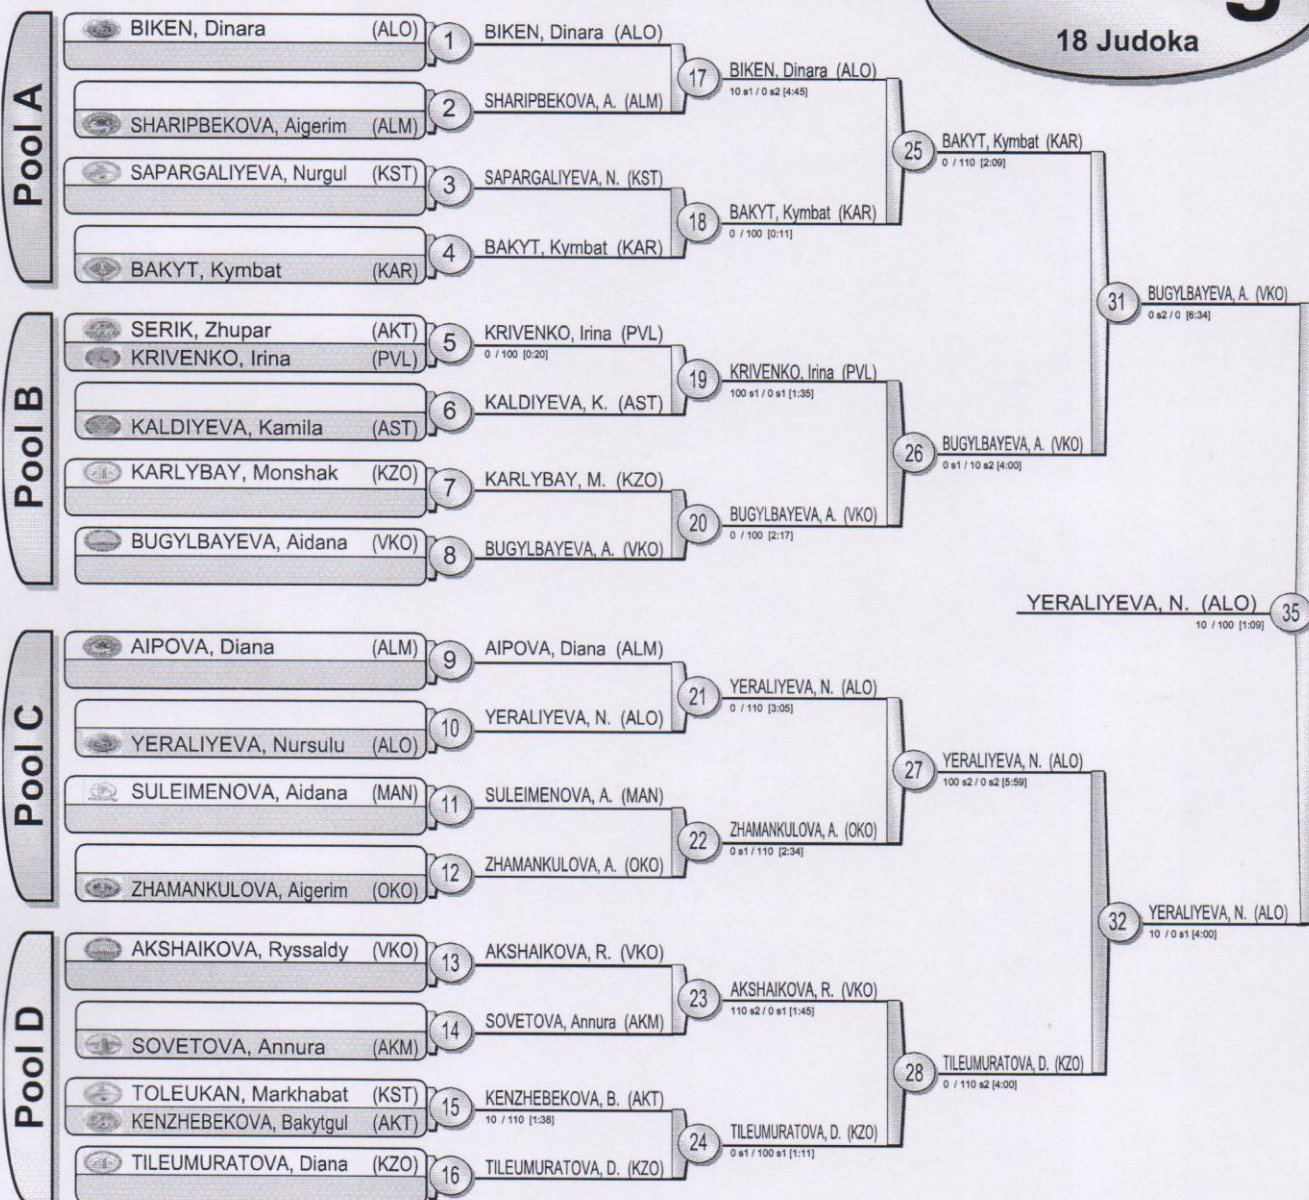 18 Judoka
Pool A
BIKEN, Dinara (ALO)
1
SHARIPBEKOVA, Aigerim (ALM)
2
SAPARGALIYEVA, Nurgul (KST)
3
BAKYT, Kymbat (KAR)
4
Pool B
SERIK, Zhupar (AKT)
KRIVENKO, Irina (PVL)
5
KALDIYEVA, Kamila (AST)
6
KARLYBAY, Monshak (KZO)
7
BUGYLBAYEVA, Aidana (VKO)
8
Pool C
AIPOVA, Diana (ALM)
9
YERALIYEVA, Nursulu (ALO)
10
SULEIMENOVA, Aidana (MAN)
11
ZHAMANKULOVA, Aigerim (OKO)
12
Pool D
AKSHAIKOVA, Ryssaldy (VKO)
13
SOVETOVA, Annura (AKM)
14
TOLEUKAN, Markhabat (KST)
KENZHEBEKOVA, Bakytgul (AKT)
15
TILEUMURATOVA, Diana (KZO)
16
BIKEN, Dinara (ALO)
SHARIPBEKOVA, A. (ALM)
17
SAPARGALIYEVA, N. (KST)
BAKYT, Kymbat (KAR)
18
KRIVENKO, Irina (PVL)
0 / 100 [0:20]
KALDIYEVA, K. (AST)
19
KARLYBAY, M. (KZO)
BUGYLBAYEVA, A. (VKO)
20
AIPOVA, Diana (ALM)
YERALIYEVA, N. (ALO)
21
SULEIMENOVA, A. (MAN)
ZHAMANKULOVA, A. (OKO)
22
AKSHAIKOVA, R. (VKO)
SOVETOVA, Annura (AKM)
23
KENZHEBEKOVA, B. (AKT)
10 / 110 [1:38]
TILEUMURATOVA, D. (KZO)
24
BIKEN, Dinara (ALO)
10 s1 / 0 s2 [4:45]
BAKYT, Kymbat (KAR)
0 / 100 [0:11]
25
KRIVENKO, Irina (PVL)
100 s1 / 0 s1 [1:35]
BUGYLBAYEVA, A. (VKO)
0 / 100 [2:17]
26
YERALIYEVA, N. (ALO)
0 / 110 [3:05]
ZHAMANKULOVA, A. (OKO)
0 s1 / 110 [2:34]
27
AKSHAIKOVA, R. (VKO)
110 s2 / 0 s1 [1:45]
TILEUMURATOVA, D. (KZO)
0 s1 / 100 s1 [1:11]
28
BAKYT, Kymbat (KAR)
0 / 110 [2:09]
BUGYLBAYEVA, A. (VKO)
0 s1 / 10 s2 [4:00]
31
YERALIYEVA, N. (ALO)
100 s2 / 0 s2 [5:59]
TILEUMURATOVA, D. (KZO)
0 / 110 s2 [4:00]
32
BUGYLBAYEVA, A. (VKO)
0 s2 / 0 [6:34]
YERALIYEVA, N. (ALO)
10 / 0 s1 [4:00]
YERALIYEVA, N. (ALO)
10 / 100 [1:09]
35